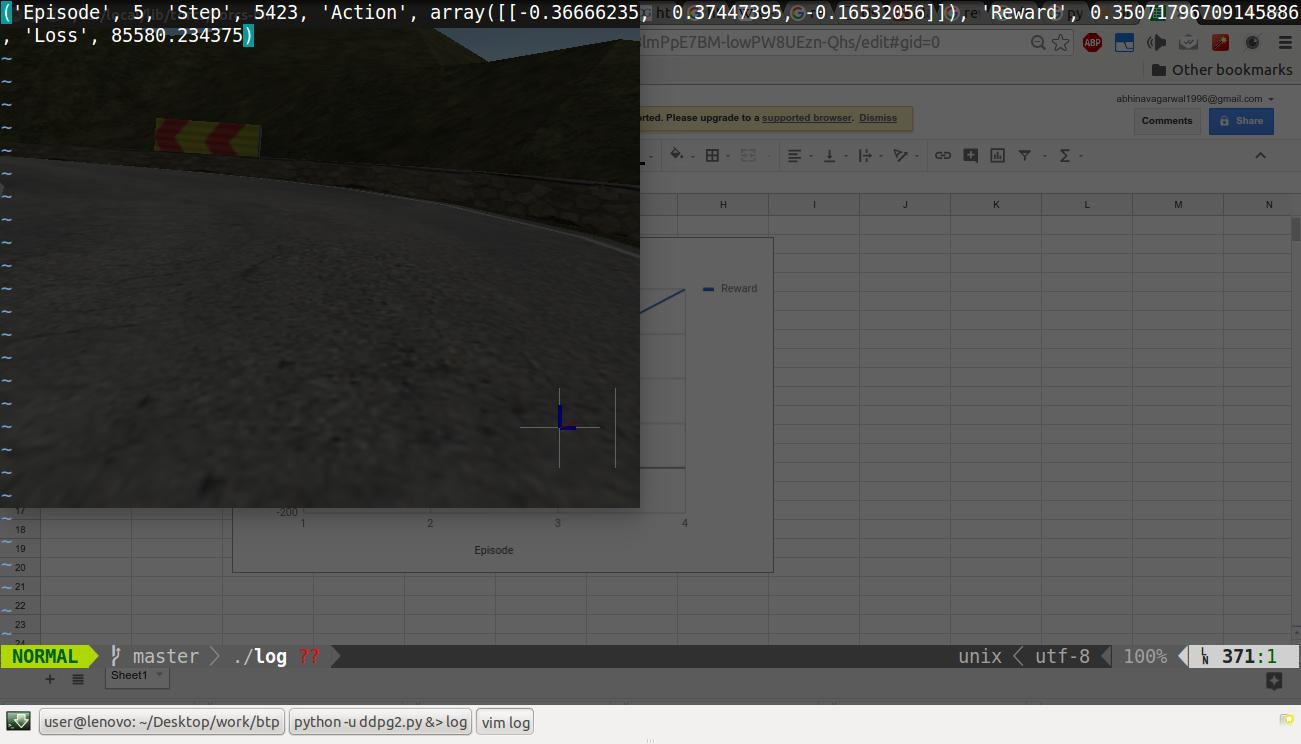 ('Episode', 5, 'Step', 5423, 'Action', array([[-0.36666235,  0.37447395, -0.16532056]]), 'Reward', 0.35071796709145886
, 'Loss', 85580.234375)
lmPpE7BM-lowPW8UEzn-Qhs/edit#gid=0
ABP
Other bookmarks
abhinavagarwal1996@gmail.com
rted. Please upgrade to a supported browser. Dismiss
Comments
Share
H I J K L M N
Reward
-200
1 2 3 4
Episode
17
18
19
20
21
22
23
24
NORMAL master ./log ?? unix utf-8 100% LN 371:1
Sheet1
user@lenovo: ~/Desktop/work/btp
python -u ddpg2.py &> log
vim log